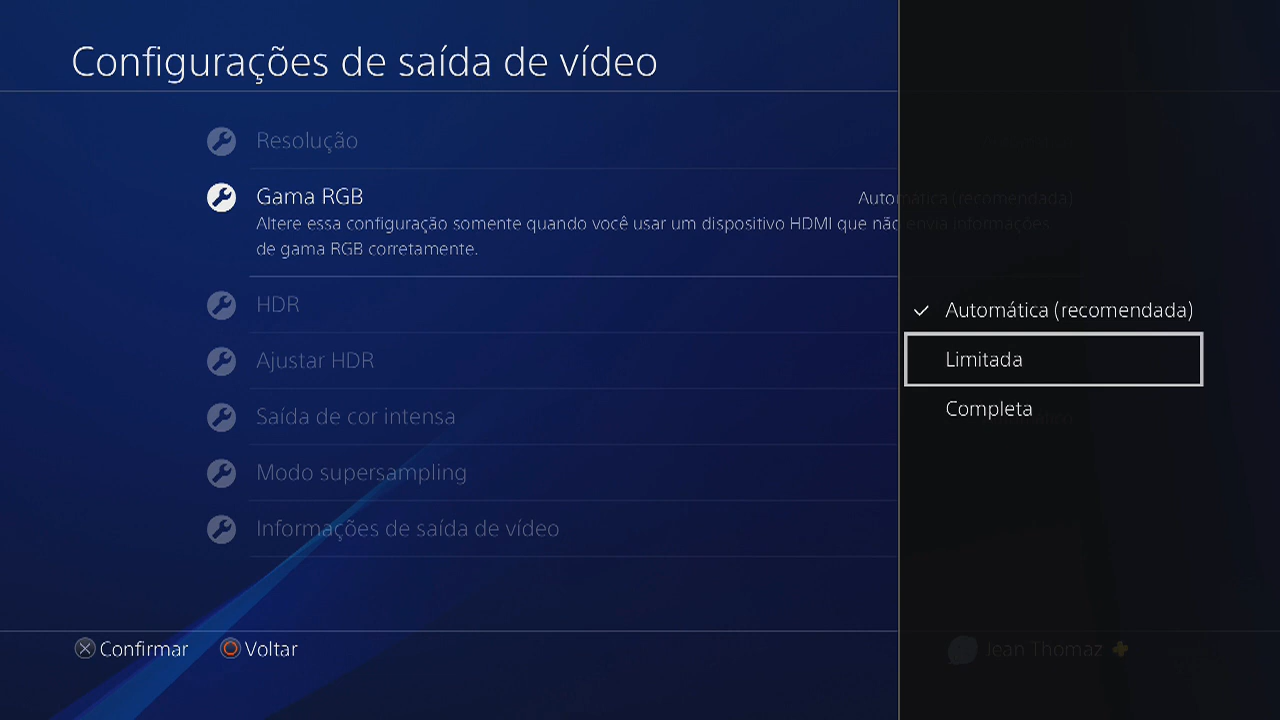 Configurações de saída de vídeo
Resolução
Gama RGB
Automática (recomendada)
Altere essa configuração somente quando você usar um dispositivo HDMI que não envia informações
de gama RGB corretamente.
HDR
Ajustar HDR
Saída de cor intensa
Modo supersampling
Informações de saída de vídeo
Automática (recomendada)
Limitada
Completa
Confirmar
Voltar
Jean Thomaz